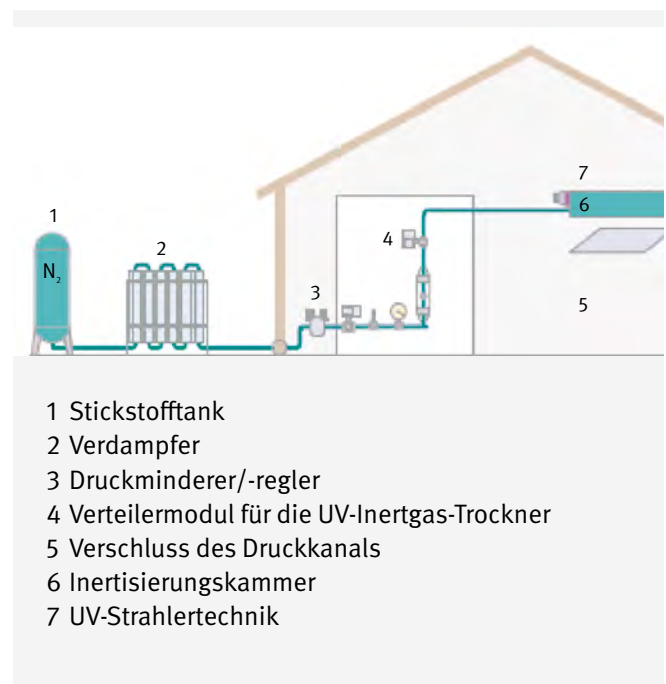 7
6
1
2
4
N₂
3
5
1 Stickstofftank
2 Verdampfer
3 Druckminderer/-regler
4 Verteilermodul für die UV-Inertgas-Trockner
5 Verschluss des Druckkanals
6 Inertisierungskammer
7 UV-Strahlertechnik